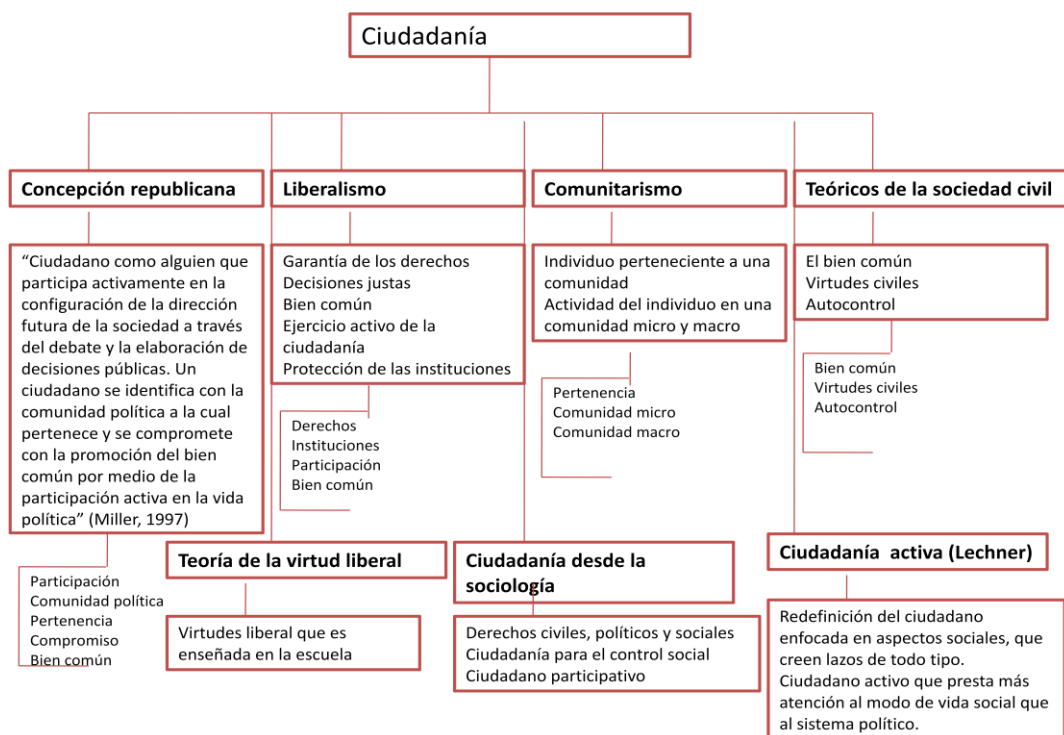 Ciudadanía
Concepción republicana
Liberalismo
Comunitarismo
Teóricos de la sociedad civil
“Ciudadano como alguien que
participa activamente en la
configuración de la dirección
futura de la sociedad a través
del debate y la elaboración de
decisiones públicas. Un
ciudadano se identifica con la
comunidad política a la cual
pertenece y se compromete
con la promoción del bien
común por medio de la
participación activa en la vida
política” (Miller, 1997)
Participación
Comunidad política
Pertenencia
Compromiso
Bien común
Garantía de los derechos
Decisiones justas
Bien común
Ejercicio activo de la
ciudadanía
Protección de las instituciones
Derechos
Instituciones
Participación
Bien común
Individuo perteneciente a una
comunidad
Actividad del individuo en una
comunidad micro y macro
Pertenencia
Comunidad micro
Comunidad macro
El bien común
Virtudes civiles
Autocontrol
Bien común
Virtudes civiles
Autocontrol
Teoría de la virtud liberal
Virtudes liberal que es
enseñada en la escuela
Ciudadanía desde la
sociología
Derechos civiles, políticos y sociales
Ciudadanía para el control social
Ciudadano participativo
Ciudadanía activa (Lechner)
Redefinición del ciudadano
enfocada en aspectos sociales, que
creen lazos de todo tipo.
Ciudadano activo que presta más
atención al modo de vida social que
al sistema político.